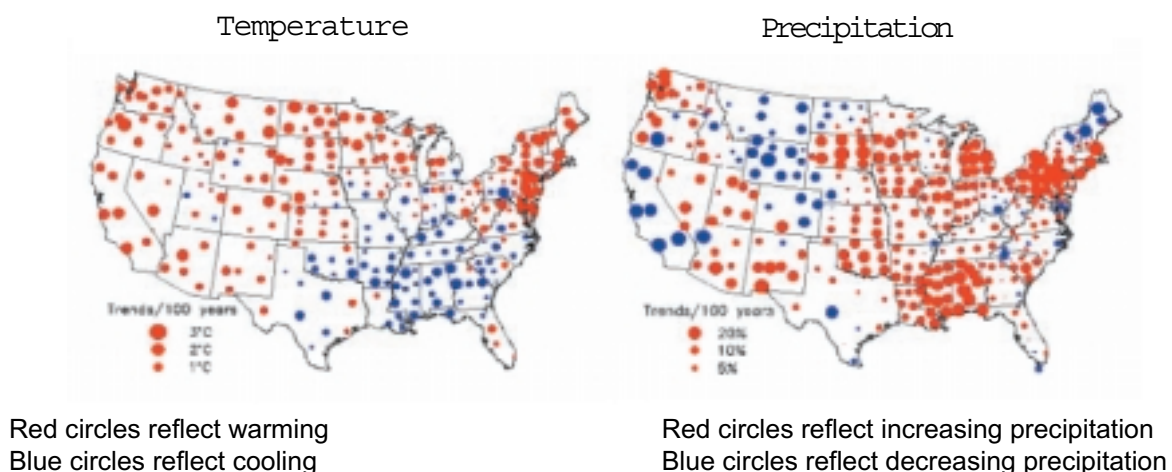 Temperature
Precipitation
Trends/100 years
3°C
2°C
1°C
Trends/100 years
20%
10%
5%
Red circles reflect warming
Blue circles reflect cooling
Red circles reflect increasing precipitation
Blue circles reflect decreasing precipitation